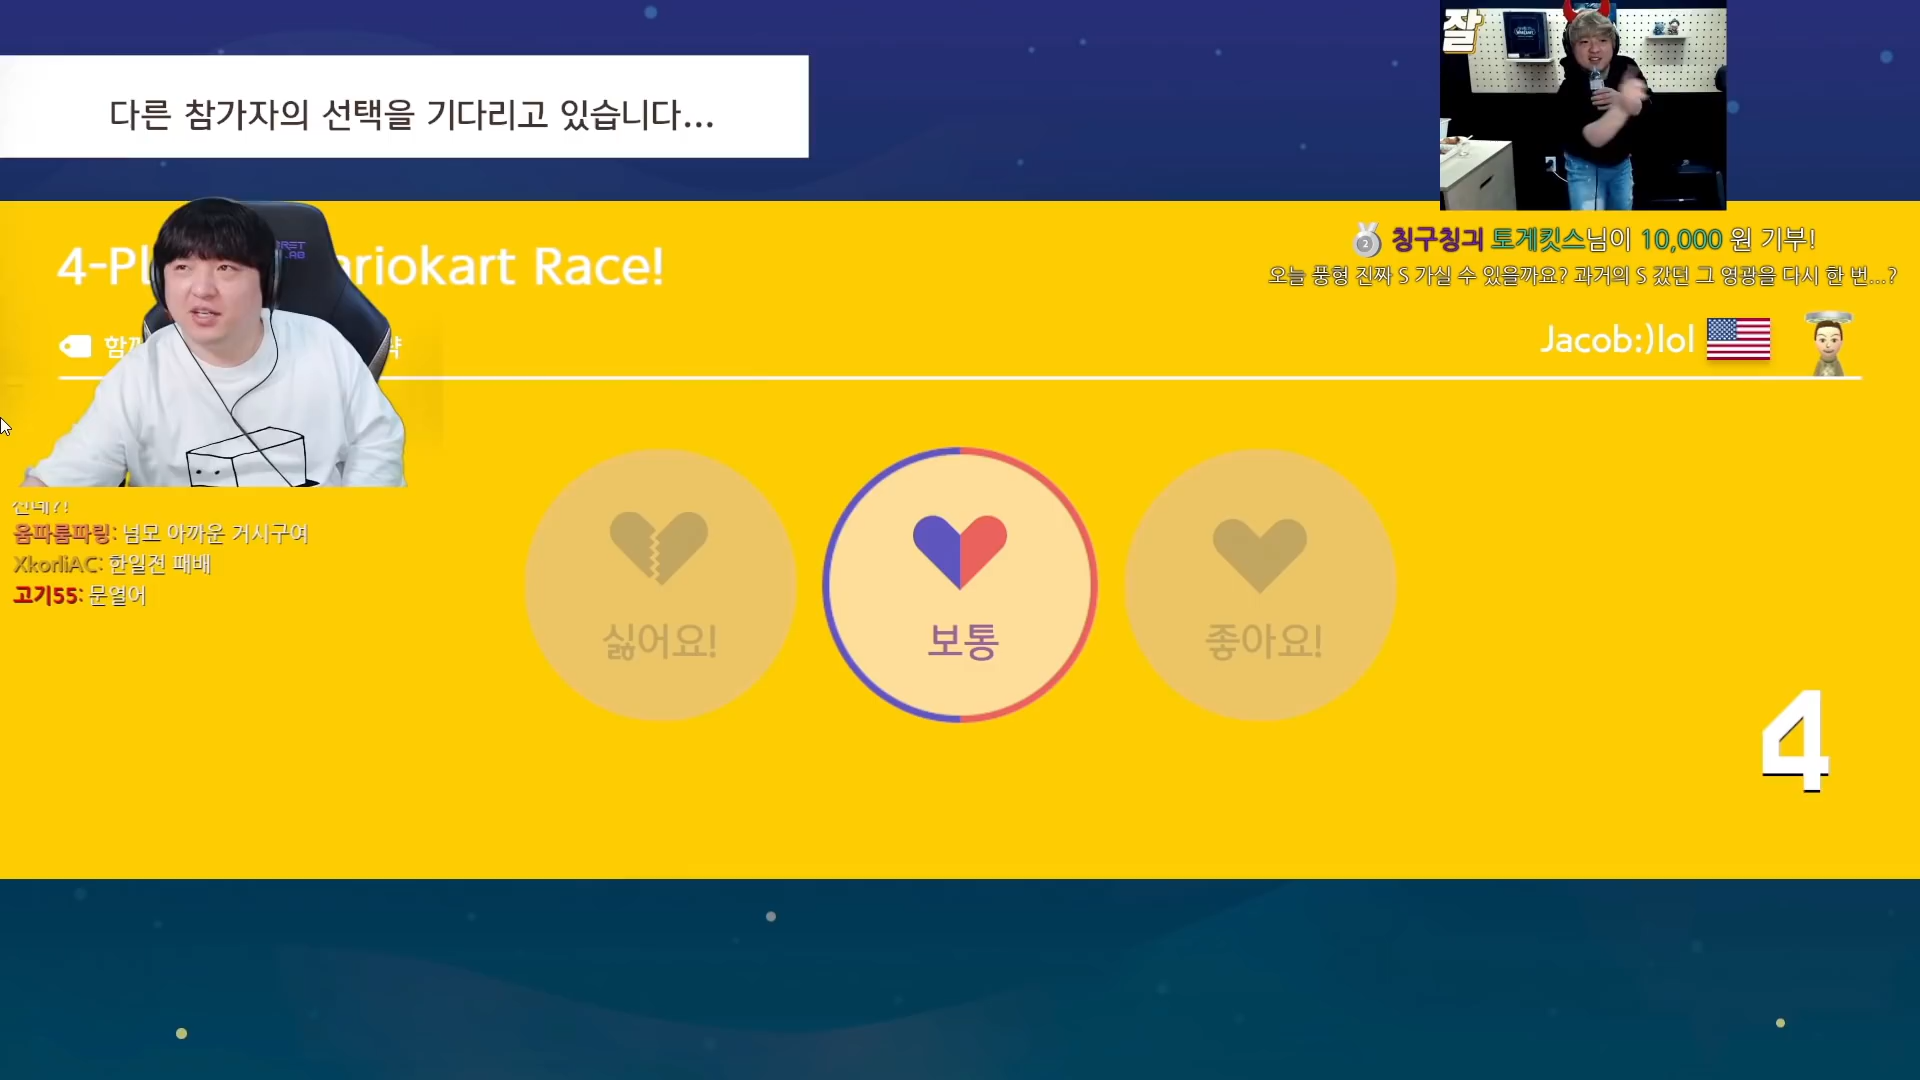 잘
다른 참가자의 선택을 기다리고 있습니다...
4-Pl ariokart Race!
칭구칭긔 토게킷스님이 10,000 원 기부!
오늘 풍형 진짜 S 가실 수 있을까요? 과거의 S 갔던 그 영광을 다시 한 번...?
Jacob:)lol
움파룸파링: 넘모 아까운 거시구여
XkorliAC: 한일전 패배
고기55: 문열어
싫어요!
보통
좋아요!
4